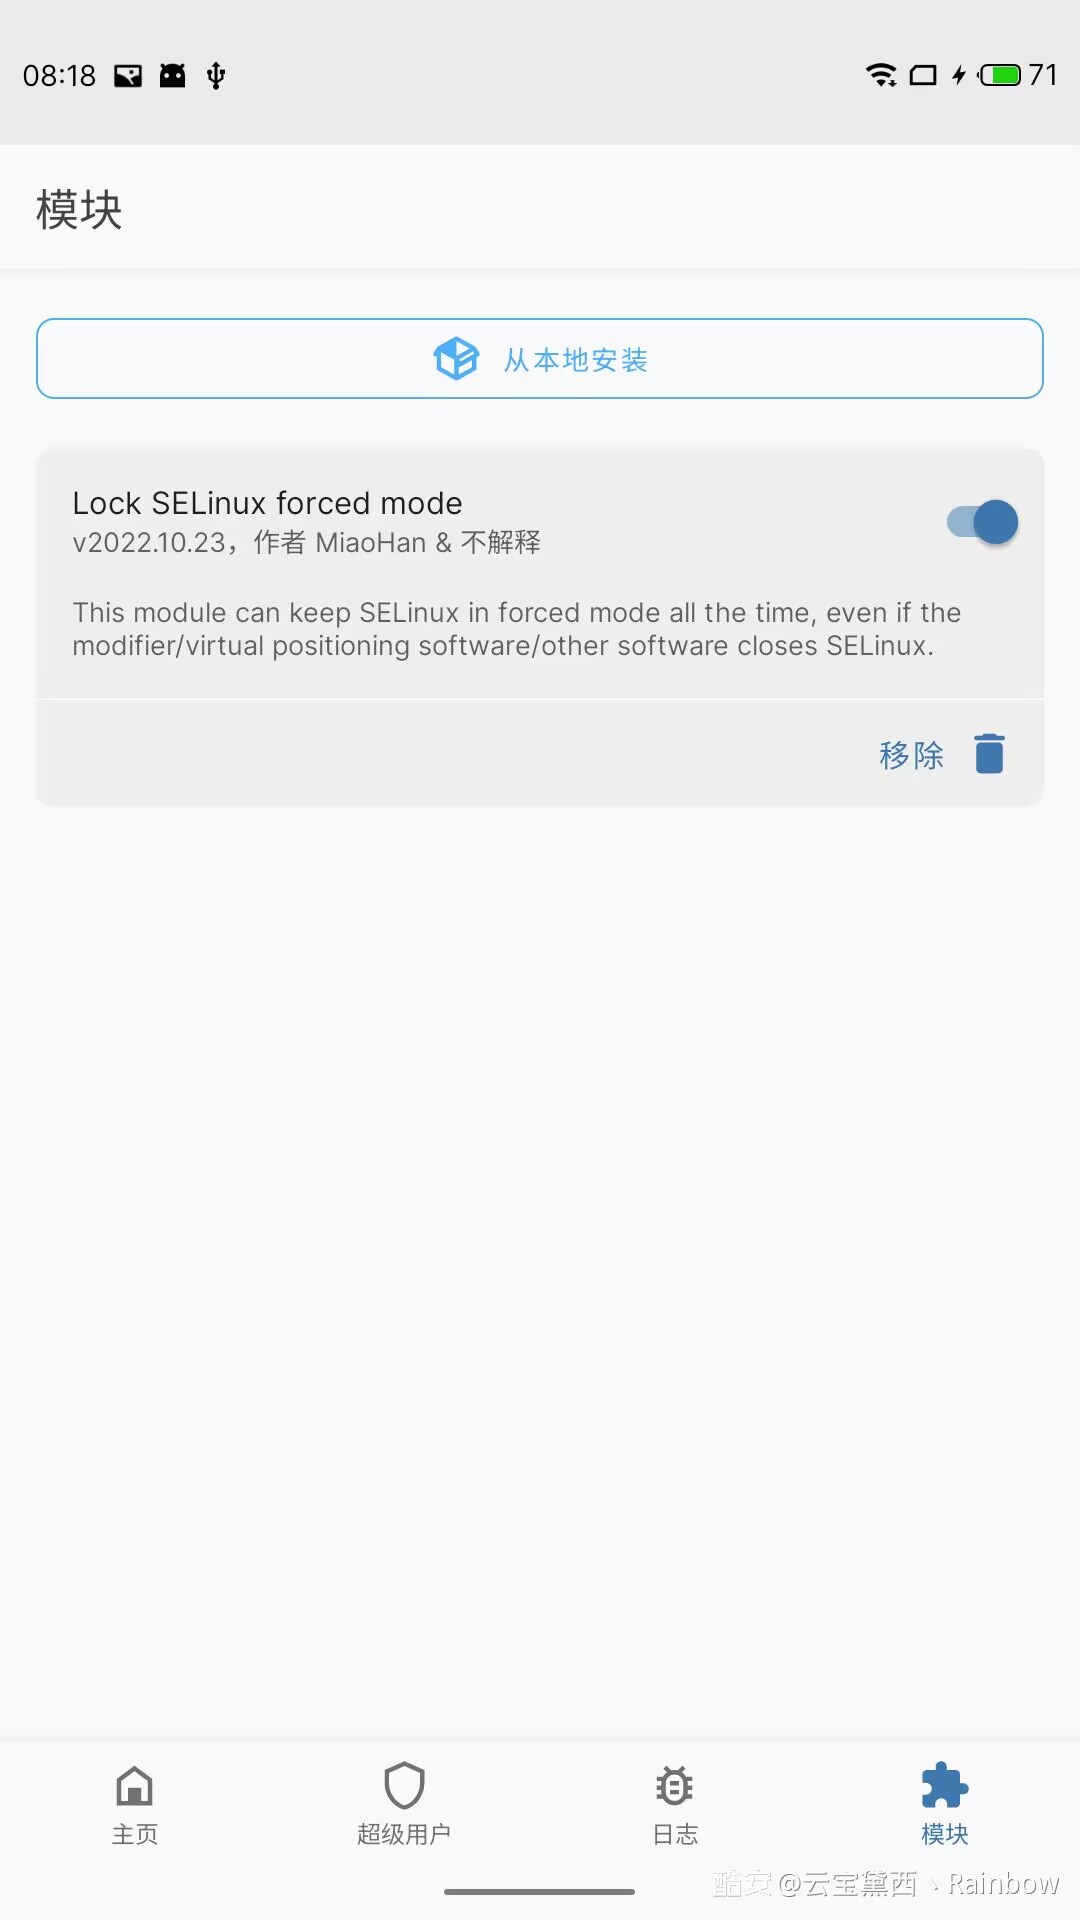 08:18
71
模块
从本地安装
Lock SELinux forced mode
v2022.10.23，作者 MiaoHan & 不解释
This module can keep SELinux in forced mode all the time, even if the
modifier/virtual positioning software/other software closes SELinux.
移除
主页
超级用户
日志
模块
酷安 @云宝黛西丶Rainbow